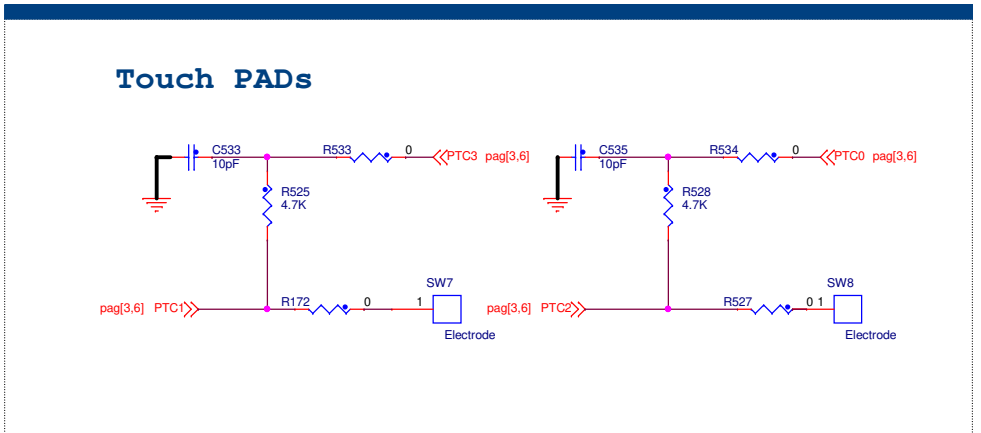 Touch PADs
C533
10pF
R533
0
PTC3 pag[3,6]
C535
10pF
R534
0
PTC0 pag[3,6]
R525
4.7K
R528
4.7K
SW7
SW8
pag[3,6] PTC1
R172
0
1
pag[3,6] PTC2
R527
0 1
Electrode
Electrode